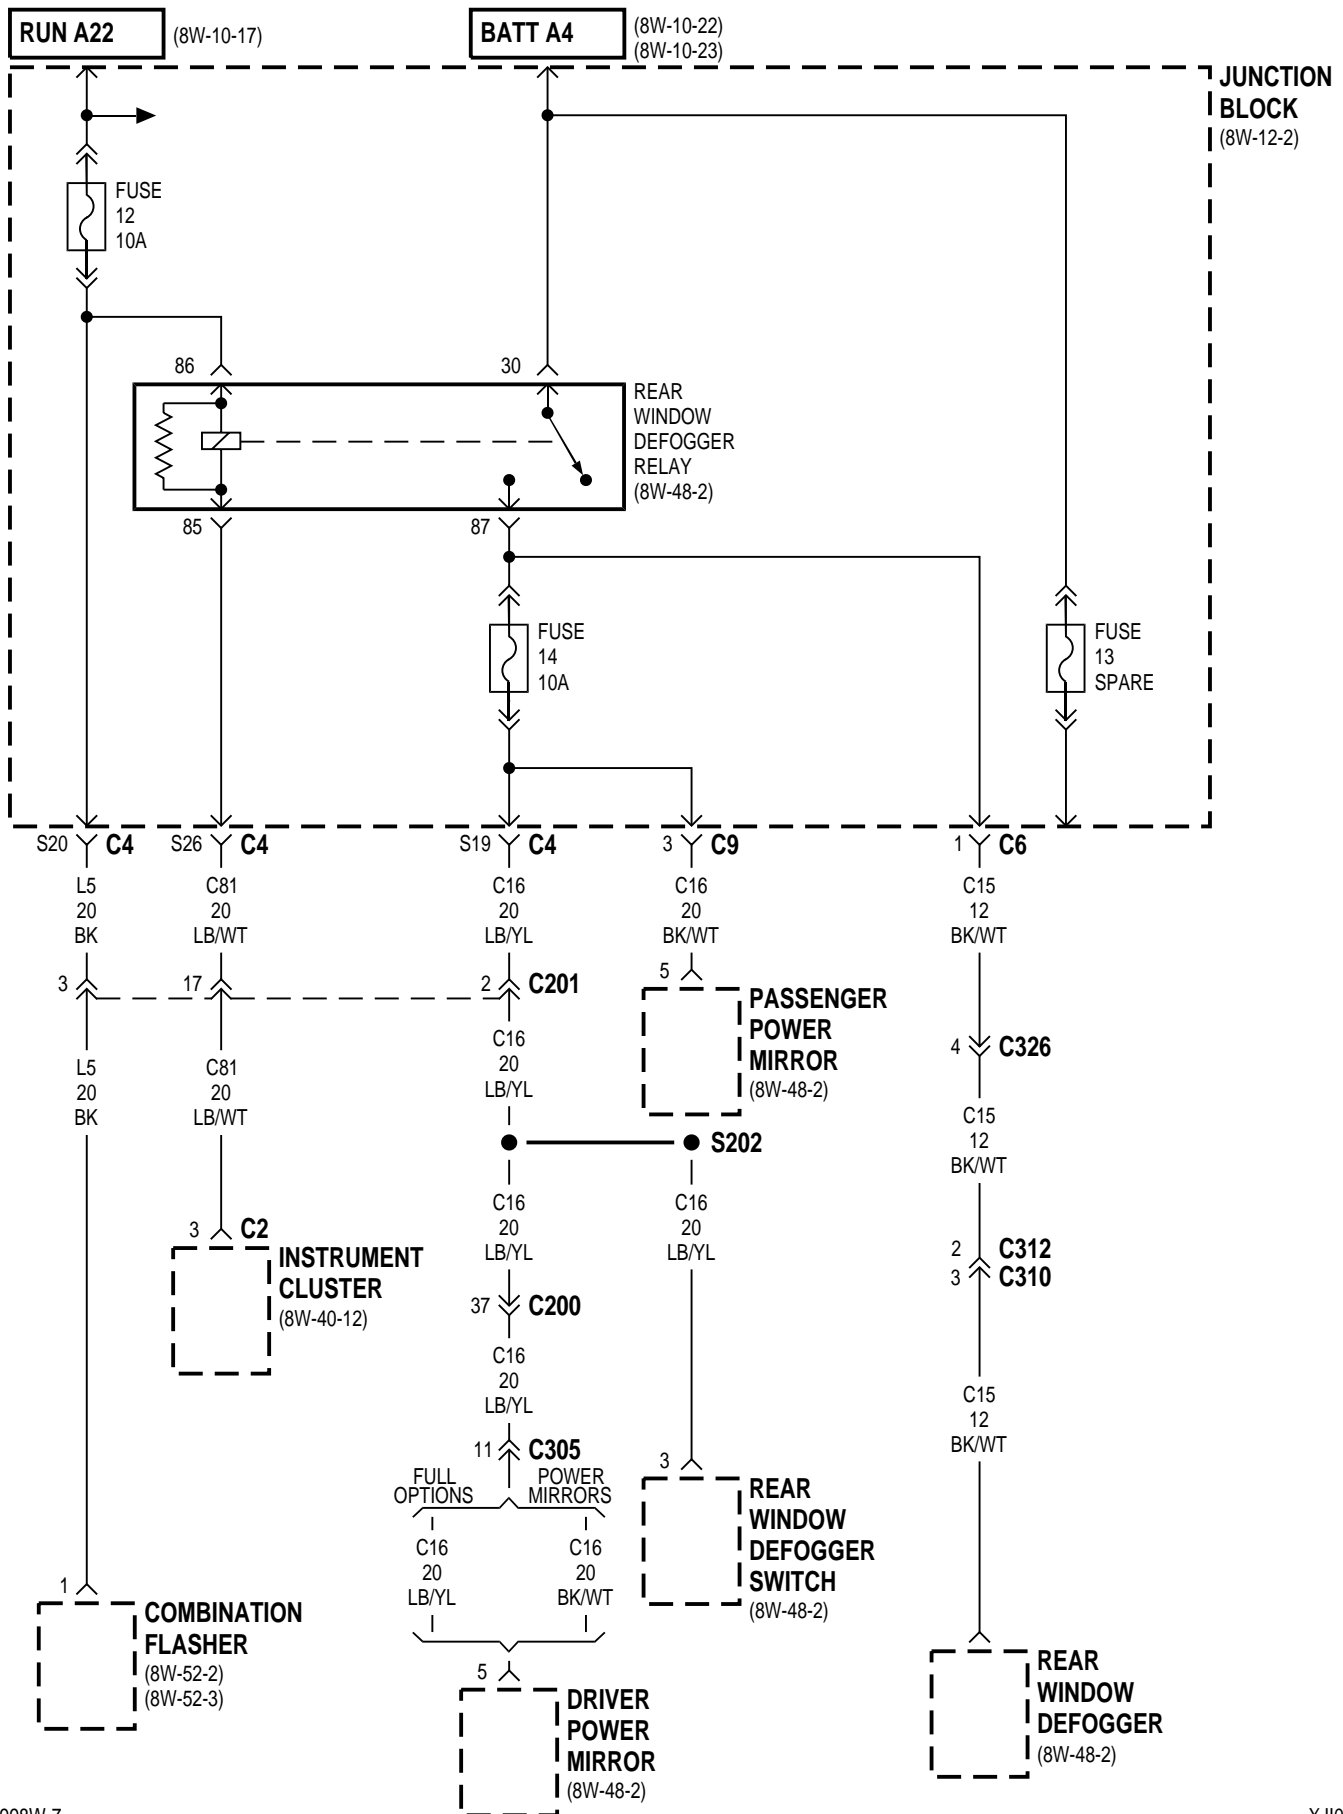 RUN A22
(8W-10-17)
BATT A4
(8W-10-22)
(8W-10-23)
JUNCTION
BLOCK
(8W-12-2)
FUSE
12
10A
86
30
REAR
WINDOW
DEFOGGER
RELAY
(8W-48-2)
85
87
FUSE
14
10A
FUSE
13
SPARE
S20 C4
S26 C4
S19 C4
3 C9
1 C6
L5
20
BK
C81
20
LB/WT
C16
20
LB/YL
C16
20
BK/WT
C15
12
BK/WT
3
17
2 C201
5
PASSENGER
POWER
MIRROR
(8W-48-2)
4 C326
L5
20
BK
C81
20
LB/WT
C16
20
LB/YL
C15
12
BK/WT
S202
C16
20
LB/YL
C16
20
LB/YL
3 C2
INSTRUMENT
CLUSTER
(8W-40-12)
2 C312
3 C310
37 C200
C16
20
LB/YL
C15
12
BK/WT
11 C305
FULL
OPTIONS
POWER
MIRRORS
3
REAR
WINDOW
DEFOGGER
SWITCH
(8W-48-2)
C16
20
LB/YL
C16
20
BK/WT
1
COMBINATION
FLASHER
(8W-52-2)
(8W-52-3)
5
DRIVER
POWER
MIRROR
(8W-48-2)
REAR
WINDOW
DEFOGGER
(8W-48-2)